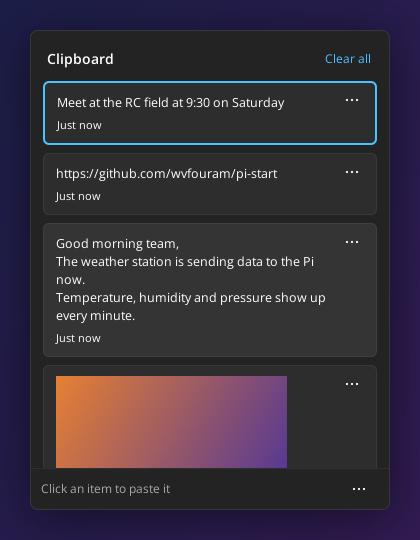 Clipboard
Clear all
Meet at the RC field at 9:30 on Saturday
Just now
https://github.com/wvfouram/pi-start
Just now
Good morning team,
The weather station is sending data to the Pi
now.
Temperature, humidity and pressure show up
every minute.
Just now
Click an item to paste it